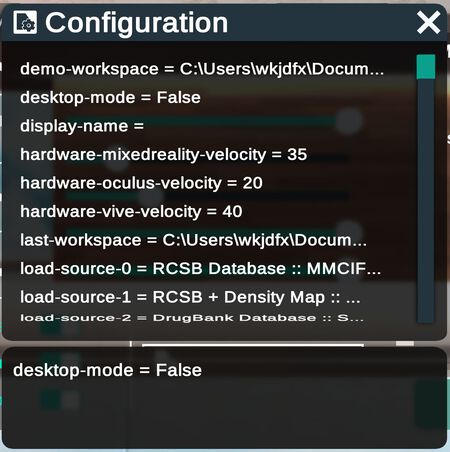 Configuration
demo-workspace = C:\Users\wkjdfx\Docum...
desktop-mode = False
display-name =
hardware-mixedreality-velocity = 35
hardware-oculus-velocity = 20
hardware-vive-velocity = 40
last-workspace = C:\Users\wkjdfx\Docum...
load-source-0 = RCSB Database :: MMCIF...
load-source-1 = RCSB + Density Map :: ...
load-source-2 = DrugBank Database :: S...
desktop-mode = False